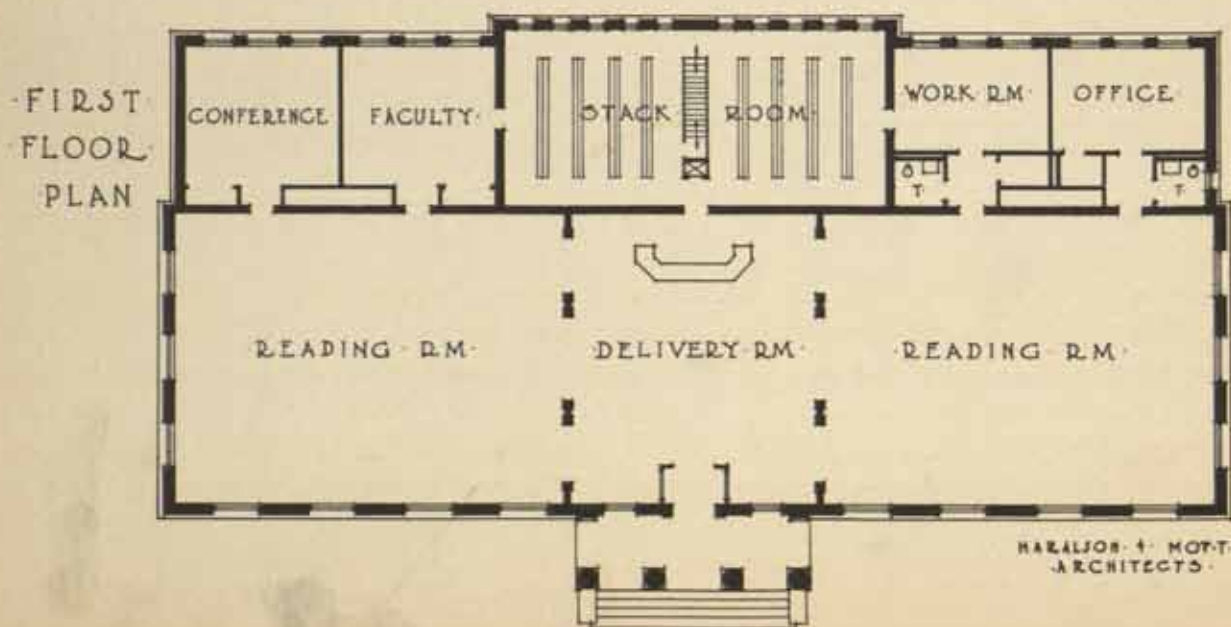 ·FIRST·
FLOOR·
PLAN
CONFERENCE
FACULTY·
STACK ROOM·
WORK RM·
OFFICE·
T·
T·
·READING·RM·
·DELIVERY·RM·
·READING RM·
HARALSON·&·MOTT·
·ARCHITECTS·